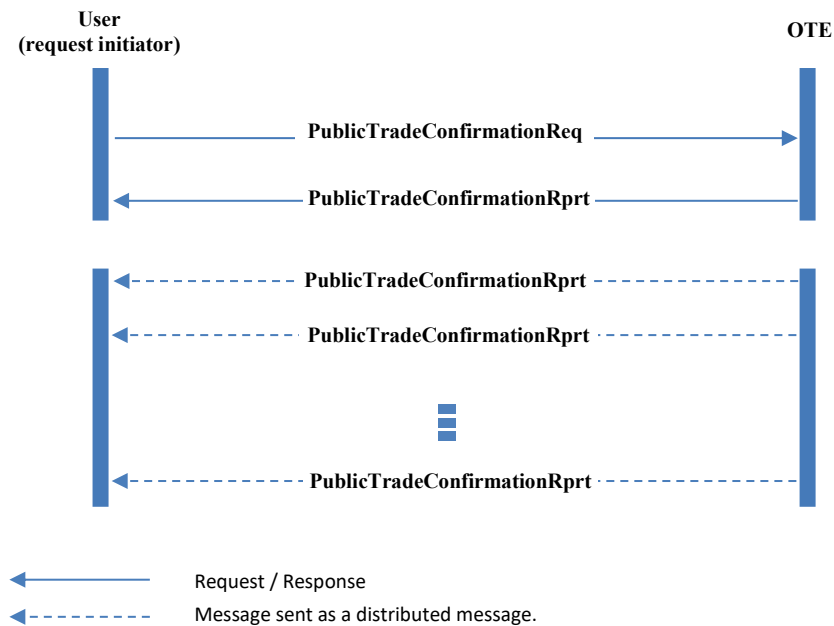 User
(request initiator)
OTE
PublicTradeConfirmationReq
PublicTradeConfirmationRprt
PublicTradeConfirmationRprt
PublicTradeConfirmationRprt
PublicTradeConfirmationRprt
Request / Response
Message sent as a distributed message.